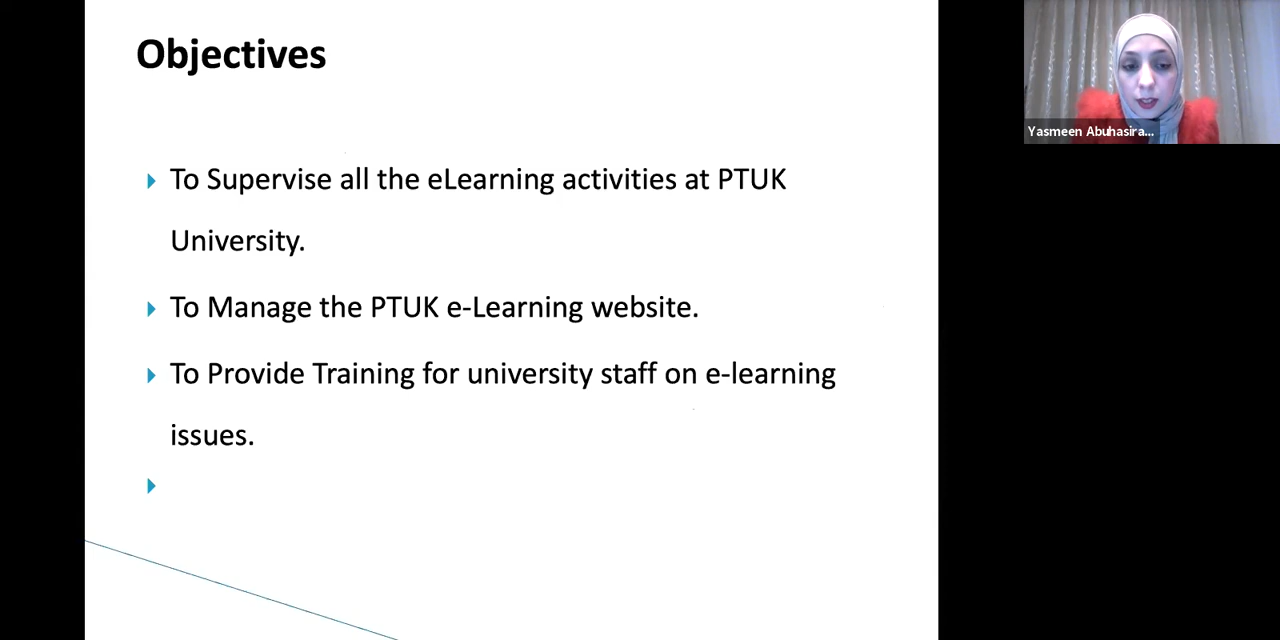 Objectives
To Supervise all the eLearning activities at PTUK
University.
To Manage the PTUK e-Learning website.
To Provide Training for university staff on e-learning
issues.
Yasmeen Abuhasira...